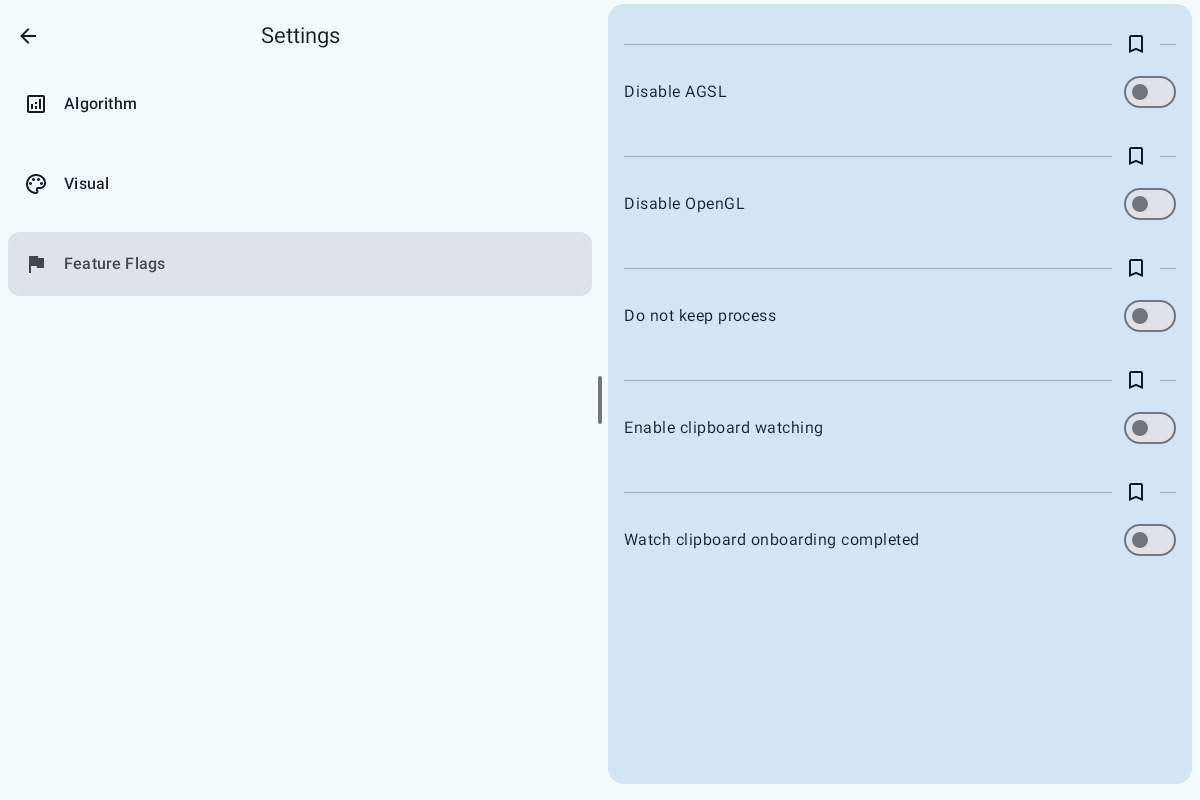 Settings
Algorithm
Visual
Feature Flags
Disable AGSL
Disable OpenGL
Do not keep process
Enable clipboard watching
Watch clipboard onboarding completed